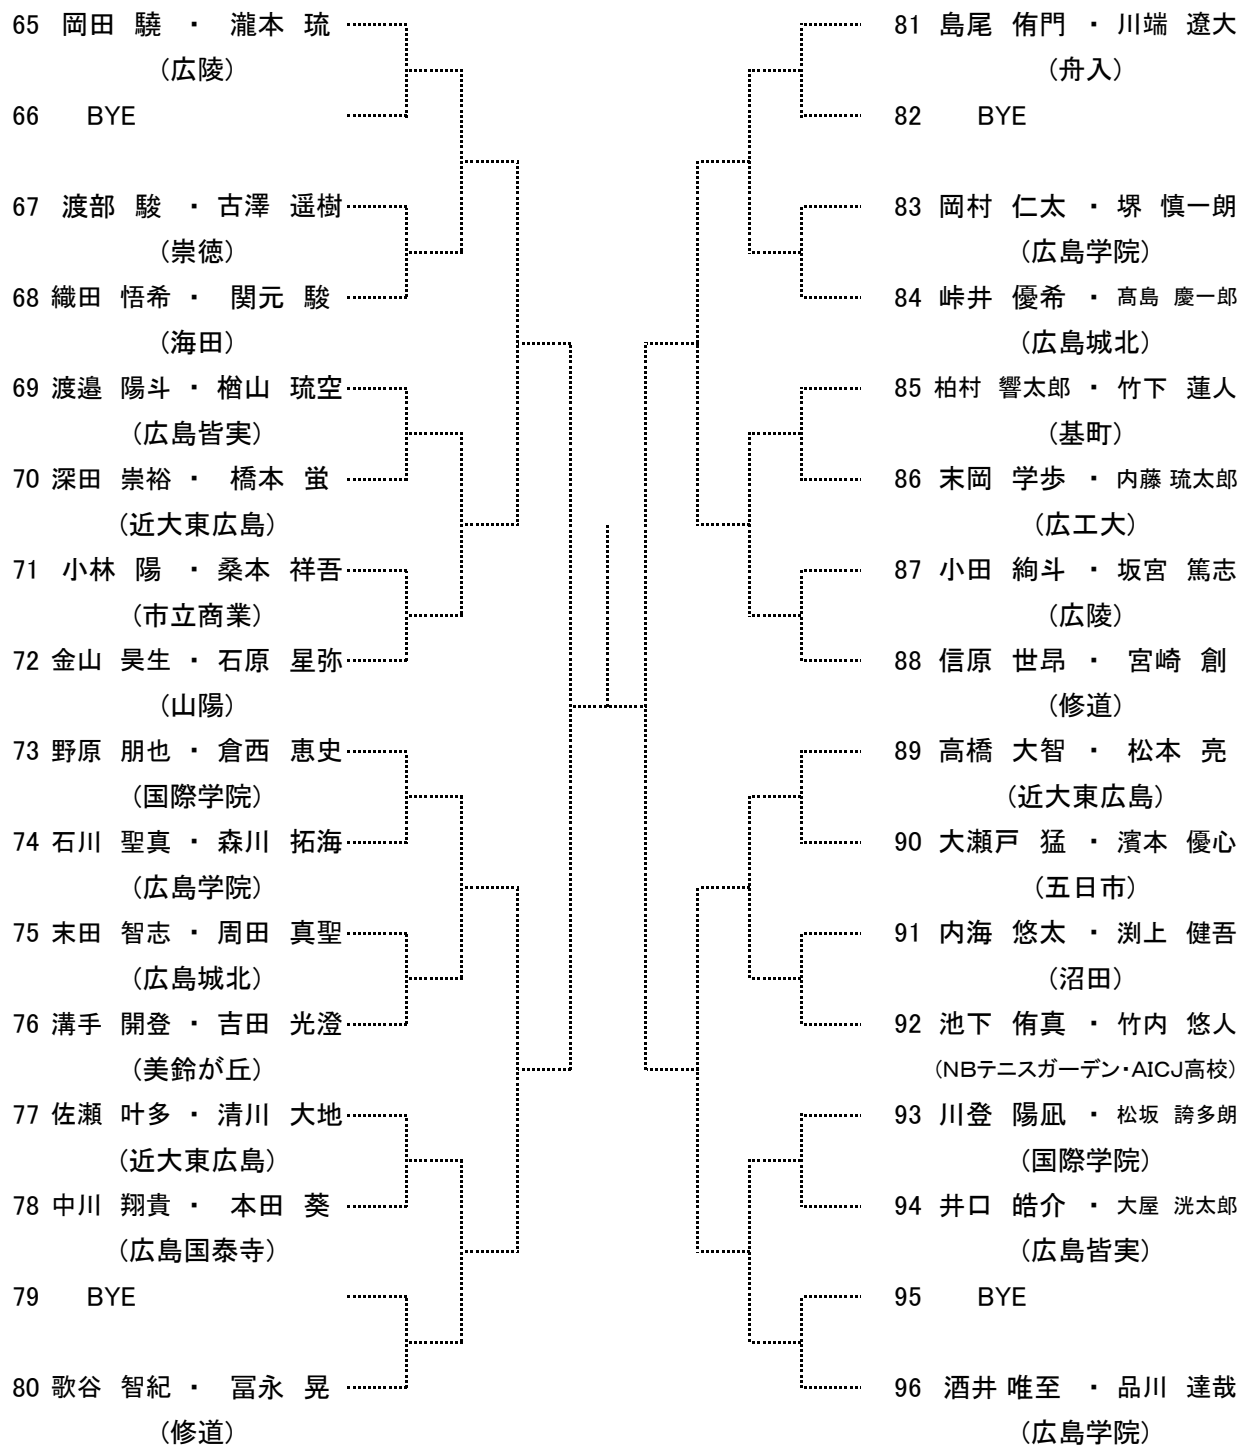 65 岡田 驍 ・ 瀧本 琉
(広陵)
66 BYE
67 渡部 駿 ・ 古澤 遥樹
(崇徳)
68 織田 悟希 ・ 関元 駿
(海田)
69 渡邉 陽斗 ・ 楢山 琉空
(広島皆実)
70 深田 崇裕 ・ 橋本 蛍
(近大東広島)
71 小林 陽 ・ 桑本 祥吾
(市立商業)
72 金山 昊生 ・ 石原 星弥
(山陽)
73 野原 朋也 ・ 倉西 恵史
(国際学院)
74 石川 聖真 ・ 森川 拓海
(広島学院)
75 末田 智志 ・ 周田 真聖
(広島城北)
76 溝手 開登 ・ 吉田 光澄
(美鈴が丘)
77 佐瀬 叶多 ・ 清川 大地
(近大東広島)
78 中川 翔貴 ・ 本田 葵
(広島国泰寺)
79 BYE
80 歌谷 智紀 ・ 冨永 晃
(修道)
81 島尾 侑門 ・ 川端 遼大
(舟入)
82 BYE
83 岡村 仁太 ・ 堺 慎一朗
(広島学院)
84 峠井 優希 ・ 髙島 慶一郎
(広島城北)
85 柏村 響太郎 ・ 竹下 蓮人
(基町)
86 末岡 学歩 ・ 内藤 琉太郎
(広工大)
87 小田 絢斗 ・ 坂宮 篤志
(広陵)
88 信原 世昂 ・ 宮崎 創
(修道)
89 高橋 大智 ・ 松本 亮
(近大東広島)
90 大瀬戸 猛 ・ 濱本 優心
(五日市)
91 内海 悠太 ・ 渕上 健吾
(沼田)
92 池下 侑真 ・ 竹内 悠人
(NBテニスガーデン・AICJ高校)
93 川登 陽凪 ・ 松坂 誇多朗
(国際学院)
94 井口 皓介 ・ 大屋 洸太郎
(広島皆実)
95 BYE
96 酒井 唯至 ・ 品川 達哉
(広島学院)